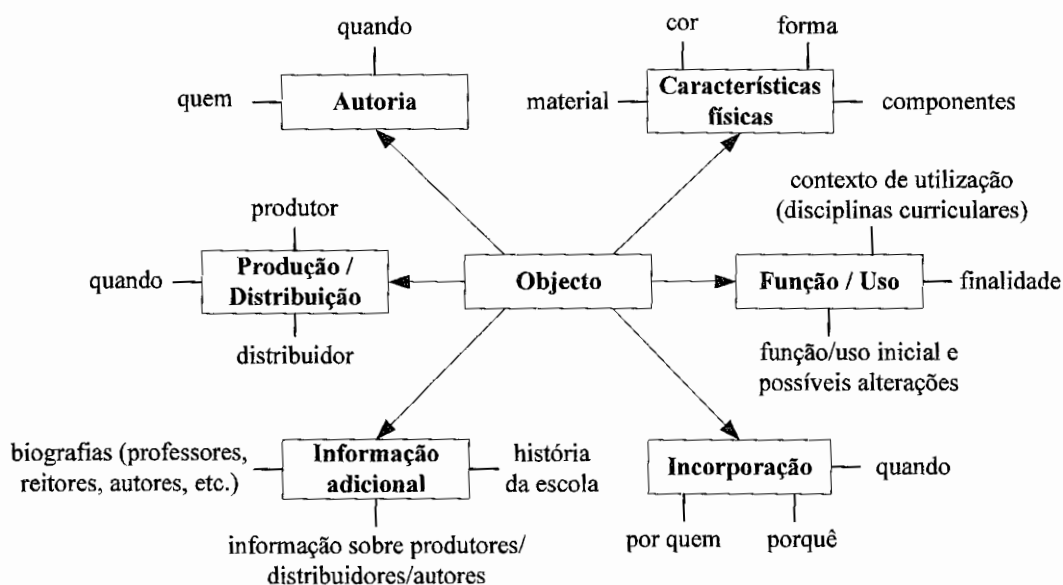 quando
quem
Autoria
cor
forma
material
Características
físicas
componentes
contexto de utilização
(disciplinas curriculares)
produtor
quando
Produção /
Distribuição
distribuidor
Objecto
Função / Uso
finalidade
função/uso inicial e
possíveis alterações
biografias (professores,
reitores, autores, etc.)
Informação
adicional
história
da escola
informação sobre produtores/
distribuidores/autores
Incorporação
quando
por quem
porquê